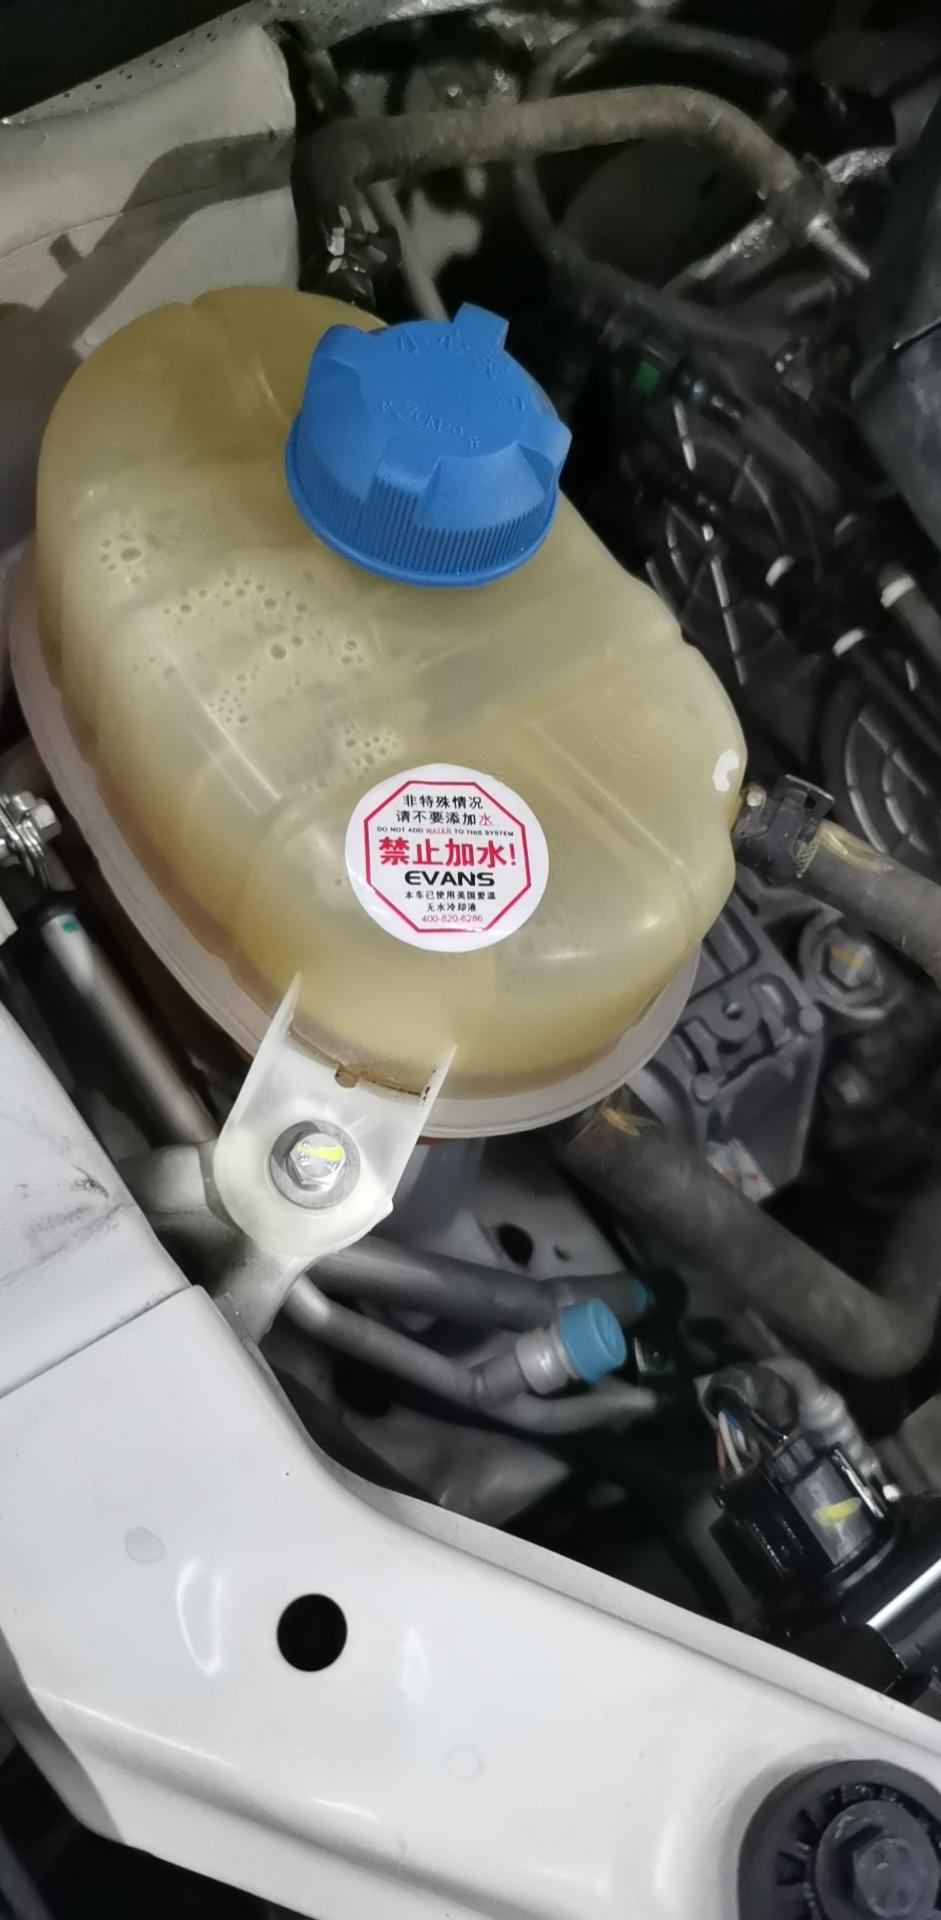 非特殊情况
请不要添加水
DO NOT ADD WATER TO THIS SYSTEM
禁止加水!
EVANS
本车已使用美国爱温
无水冷却液
400-820-6286